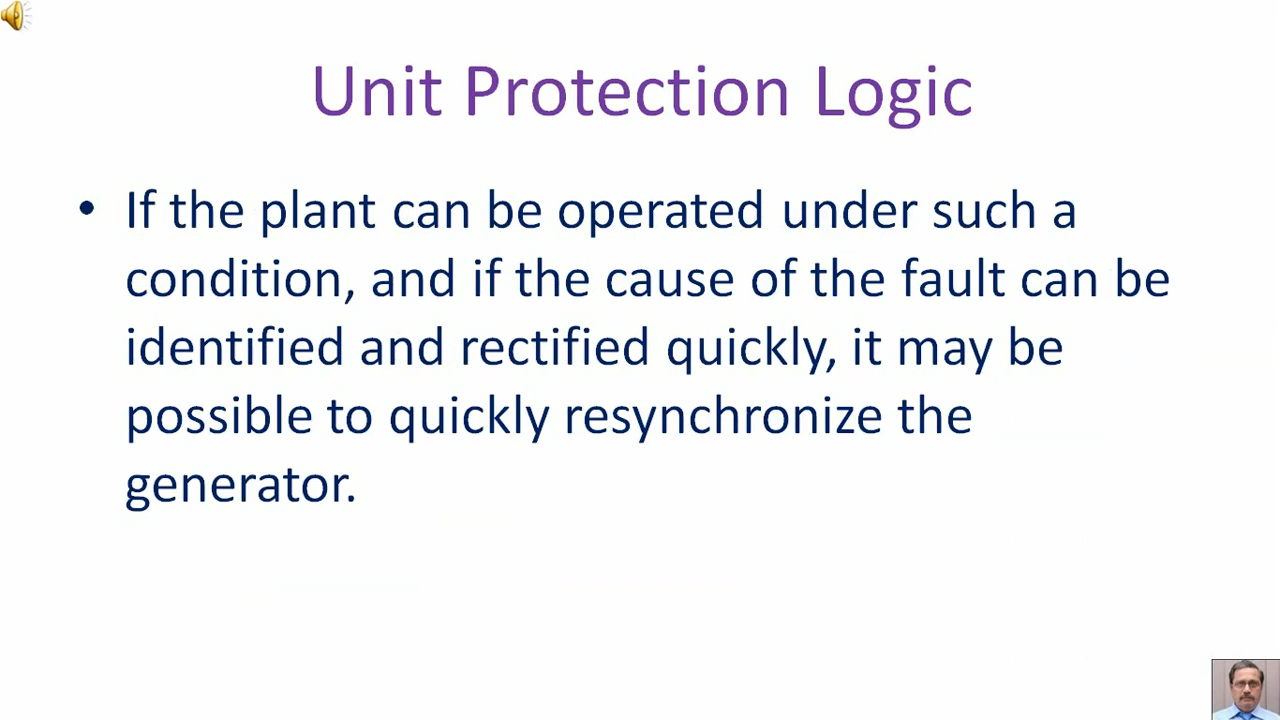 Unit Protection Logic
• If the plant can be operated under such a
condition, and if the cause of the fault can be
identified and rectified quickly, it may be
possible to quickly resynchronize the
generator.